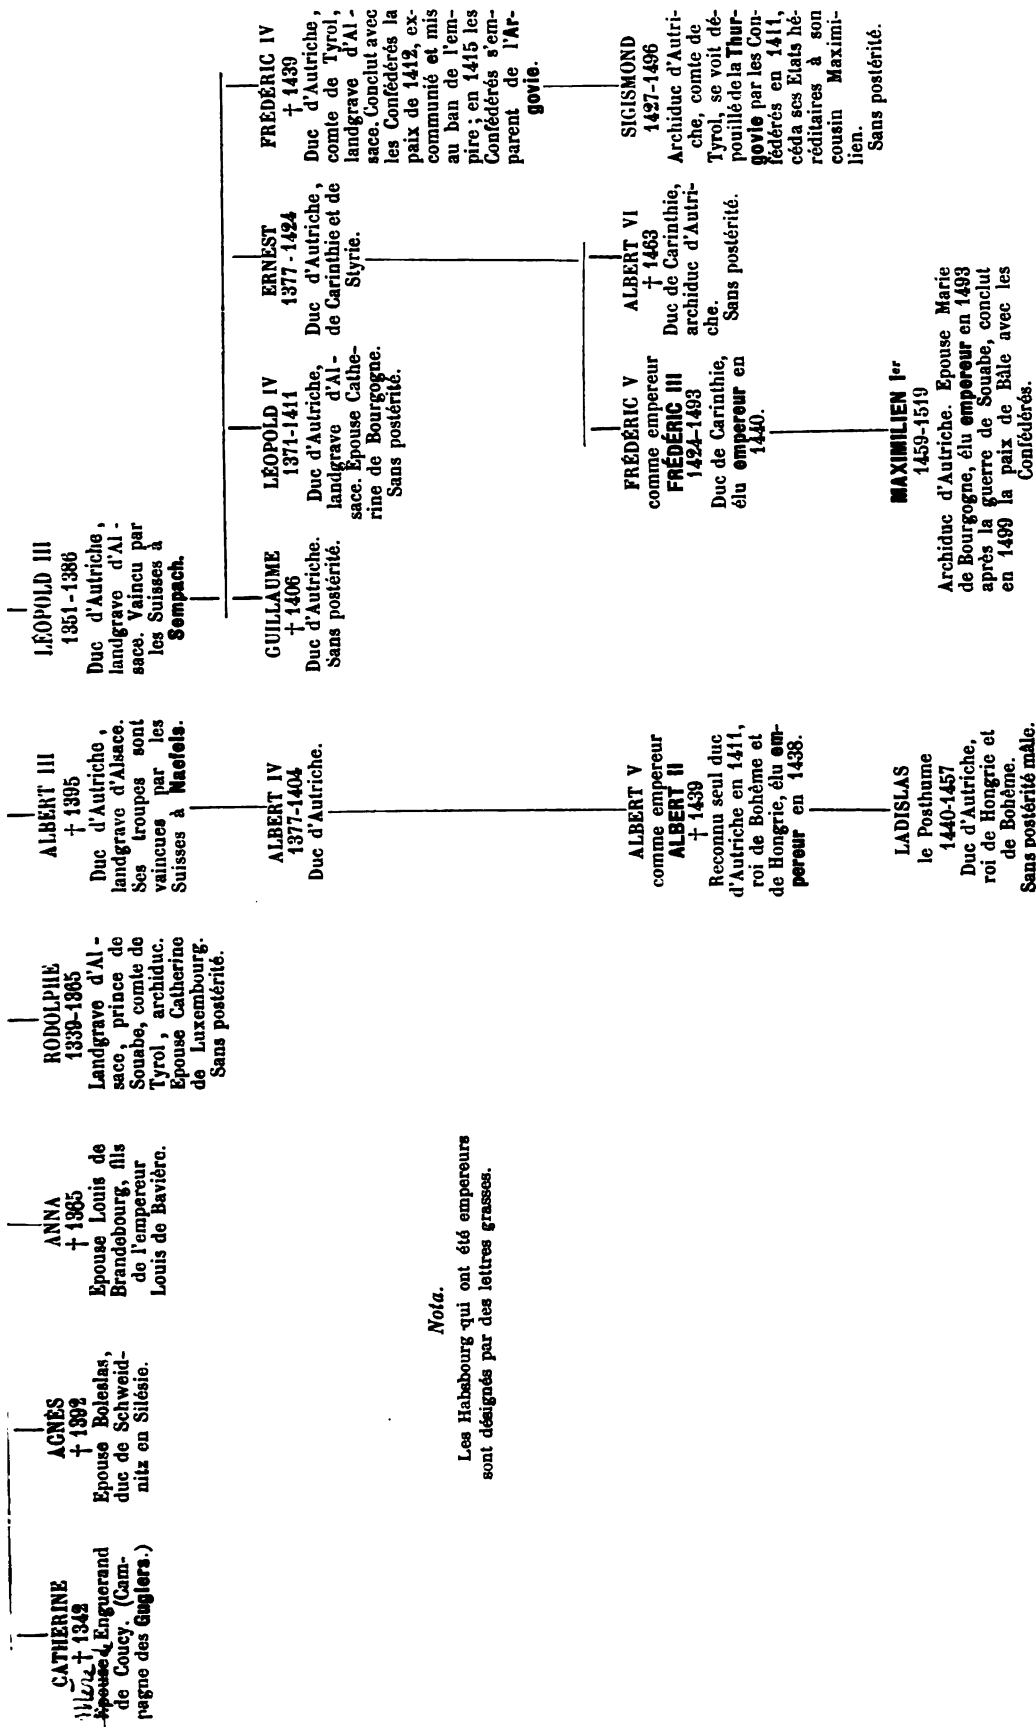 CATHERINE
† 1342
Mère d'
Epouse Enguerand
de Coucy. (Cam-
pagne des Guglers.)
AGNÈS
† 1392
Epouse Boleslas,
duc de Schweid-
nitz en Silésie.
ANNA
† 1365
Epouse Louis de
Brandebourg, fils
de l'empereur
Louis de Bavière.
RODOLPHE
1339-1365
Landgrave d'Al-
sace, prince de
Souabe, comte de
Tyrol, archiduc.
Epouse Catherine
de Luxembourg.
Sans postérité.
ALBERT III
† 1395
Duc d'Autriche,
landgrave d'Alsace.
Ses troupes sont
vaincues par les
Suisses à Naefels.
LÉOPOLD III
1351-1386
Duc d'Autriche,
landgrave d'Al-
sace. Vaincu par
les Suisses à
Sempach.
ALBERT IV
1377-1404
Duc d'Autriche.
GUILLAUME
† 1406
Duc d'Autriche.
Sans postérité.
LÉOPOLD IV
1371-1411
Duc d'Autriche,
landgrave d'Al-
sace. Epouse Cathe-
rine de Bourgogne.
Sans postérité.
ERNEST
1377-1424
Duc d'Autriche,
de Carinthie et de
Styrie.
FRÉDÉRIC IV
† 1439
Duc d'Autriche,
comte de Tyrol,
landgrave d'Al-
sace. Conclut avec
les Confédérés la
paix de 1412, ex-
communié et mis
au ban de l'em-
pire; en 1415 les
Confédérés s'em-
parent de l'Ar-
govie.
ALBERT V
comme empereur
ALBERT II
† 1439
Reconnu seul duc
d'Autriche en 1411,
roi de Bohème et
de Hongrie, élu em-
pereur en 1438.
FRÉDÉRIC V
comme empereur
FRÉDÉRIC III
1424-1493
Duc de Carinthie,
élu empereur en
1440.
ALBERT VI
† 1463
Duc de Carinthie,
archiduc d'Autri-
che.
Sans postérité.
SIGISMOND
1427-1496
Archiduc d'Autri-
che, comte de
Tyrol, se voit dé-
pouillé de la Thur-
govie par les Con-
fédérés en 1411,
céda ses Etats hé-
réditaires à son
cousin Maximi-
lien.
Sans postérité.
LADISLAS
le Posthume
1440-1457
Duc d'Autriche,
roi de Hongrie et
de Bohême.
Sans postérité mâle.
MAXIMILIEN Ier
1459-1519
Archiduc d'Autriche. Epouse Marie
de Bourgogne, élu empereur en 1493
après la guerre de Souabe, conclut
en 1499 la paix de Bâle avec les
Confédérés.
Nota.
Les Habsbourg qui ont été empereurs
sont désignés par des lettres grasses.